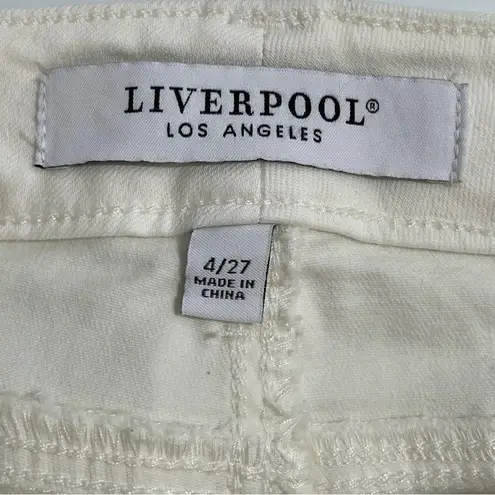 LIVERPOOL®
LOS ANGELES
4/27
MADE IN
CHINA